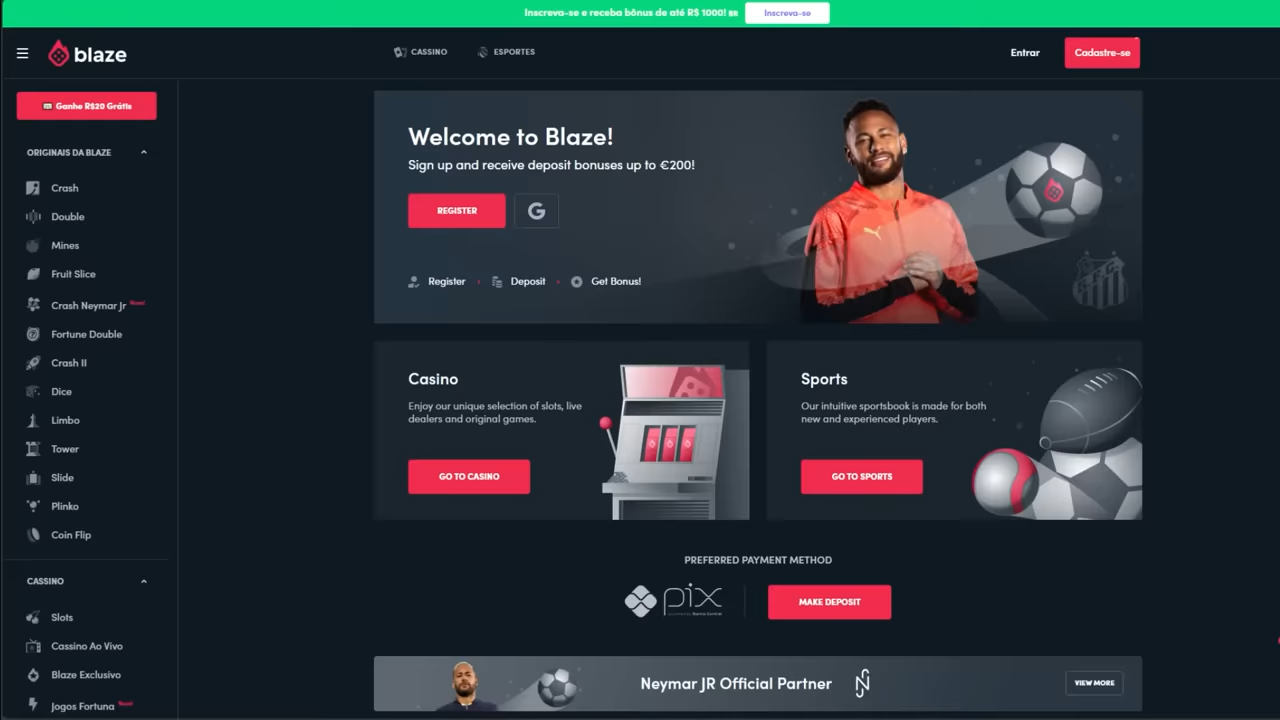 Inscreva-se e receba bônus de até R$ 1000!
Inscreva-se
blaze
CASSINO
ESPORTES
Entrar
Cadastre-se
Ganhe R$20 Grátis
ORIGINAIS DA BLAZE
Crash
Double
Mines
Fruit Slice
Crash Neymar Jr
Fortune Double
Crash II
Dice
Limbo
Tower
Slide
Plinko
Coin Flip
CASSINO
Slots
Cassino Ao Vivo
Blaze Exclusivo
Jogos Fortuna
Welcome to Blaze!
Sign up and receive deposit bonuses up to €200!
REGISTER
G
Register
Deposit
Get Bonus!
Casino
Enjoy our unique selection of slots, live
dealers and original games.
GO TO CASINO
Sports
Our intuitive sportsbook is made for both
new and experienced players.
GO TO SPORTS
PREFERRED PAYMENT METHOD
pix
MAKE DEPOSIT
Neymar JR Official Partner
VIEW MORE